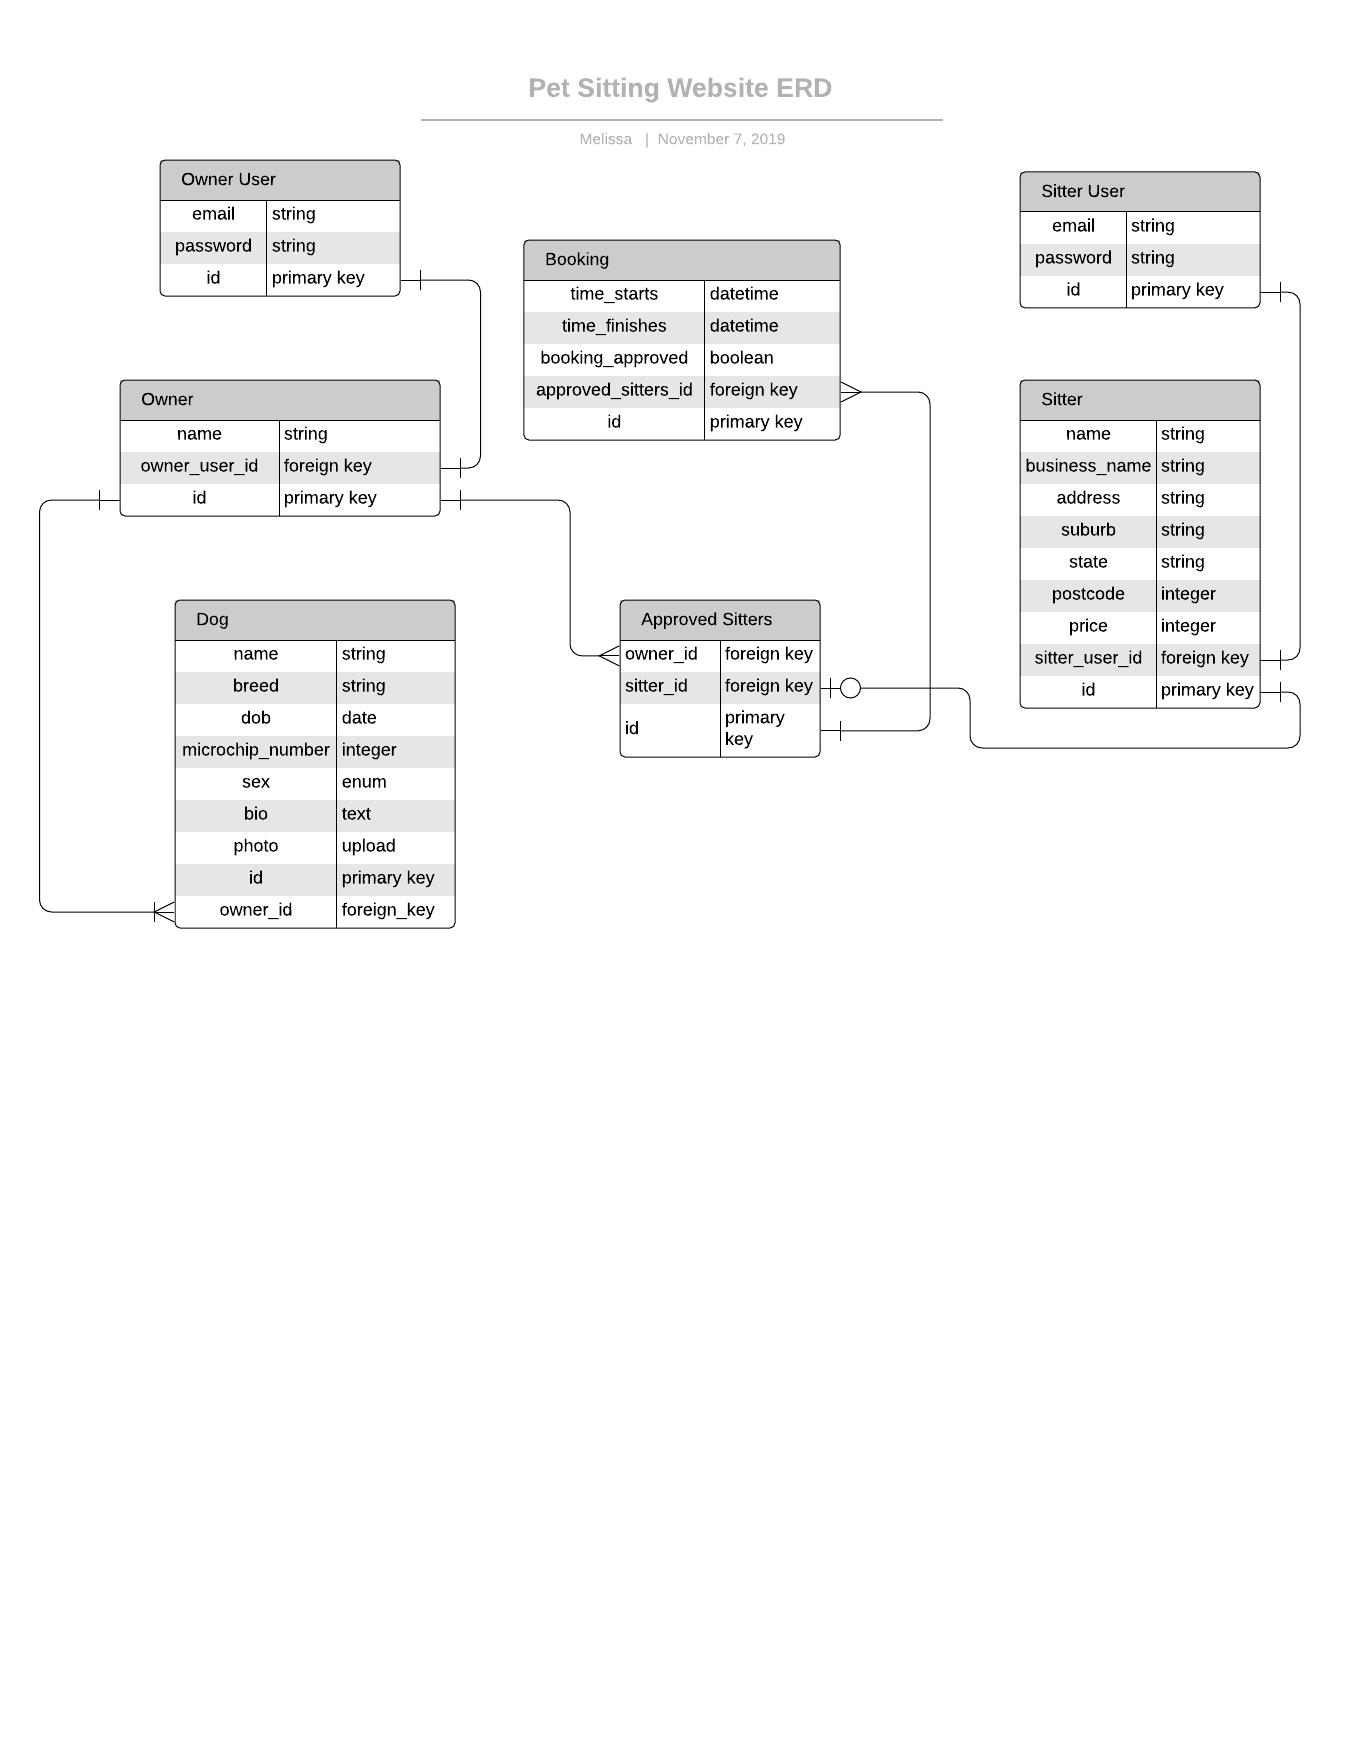 Pet Sitting Website ERD
Melissa | November 7, 2019
Owner User
email string
password string
id primary key
Sitter User
email string
password string
id primary key
Booking
time_starts datetime
time_finishes datetime
booking_approved boolean
approved_sitters_id foreign key
id primary key
Owner
name string
owner_user_id foreign key
id primary key
Sitter
name string
business_name string
address string
suburb string
state string
postcode integer
price integer
sitter_user_id foreign key
id primary key
Dog
name string
breed string
dob date
microchip_number integer
sex enum
bio text
photo upload
id primary key
owner_id foreign_key
Approved Sitters
owner_id foreign key
sitter_id foreign key
id primary
key